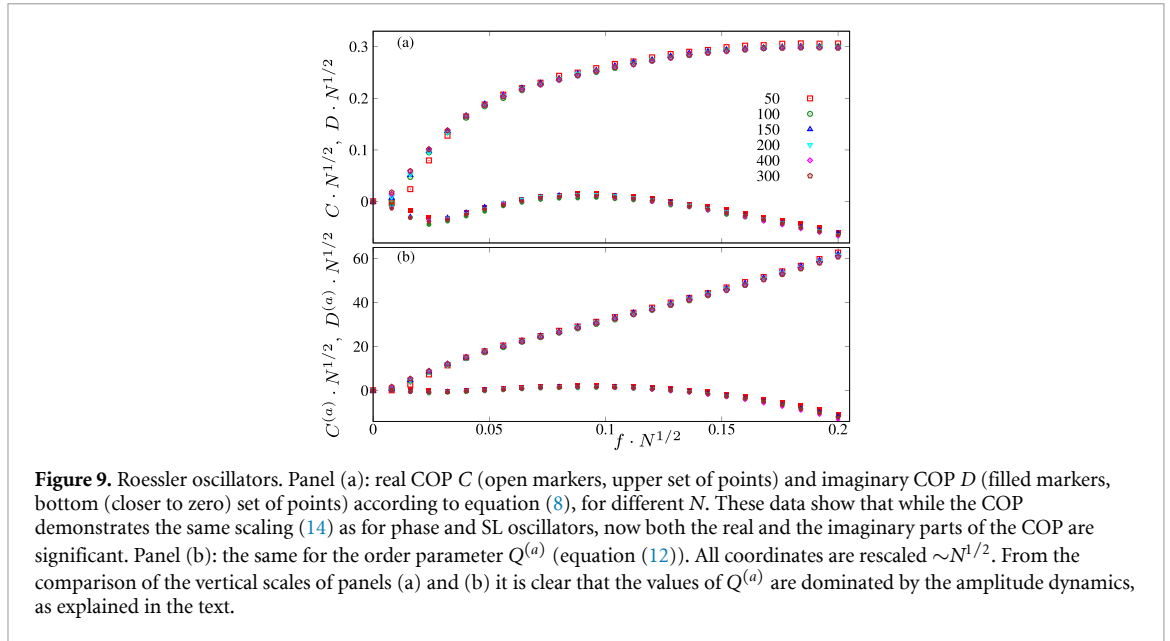 (a)
0.3
0.2
0.1
0
C · N^{1/2}, D · N^{1/2}
50
100
150
200
400
300
(b)
60
40
20
0
C^{(a)} · N^{1/2}, D^{(a)} · N^{1/2}
0 0.05 0.1 0.15 0.2
f · N^{1/2}
Figure 9. Roessler oscillators. Panel (a): real COP C (open markers, upper set of points) and imaginary COP D (filled markers,
bottom (closer to zero) set of points) according to equation (8), for different N. These data show that while the COP
demonstrates the same scaling (14) as for phase and SL oscillators, now both the real and the imaginary parts of the COP are
significant. Panel (b): the same for the order parameter Q^{(a)} (equation (12)). All coordinates are rescaled ∼N^{1/2}. From the
comparison of the vertical scales of panels (a) and (b) it is clear that the values of Q^{(a)} are dominated by the amplitude dynamics,
as explained in the text.